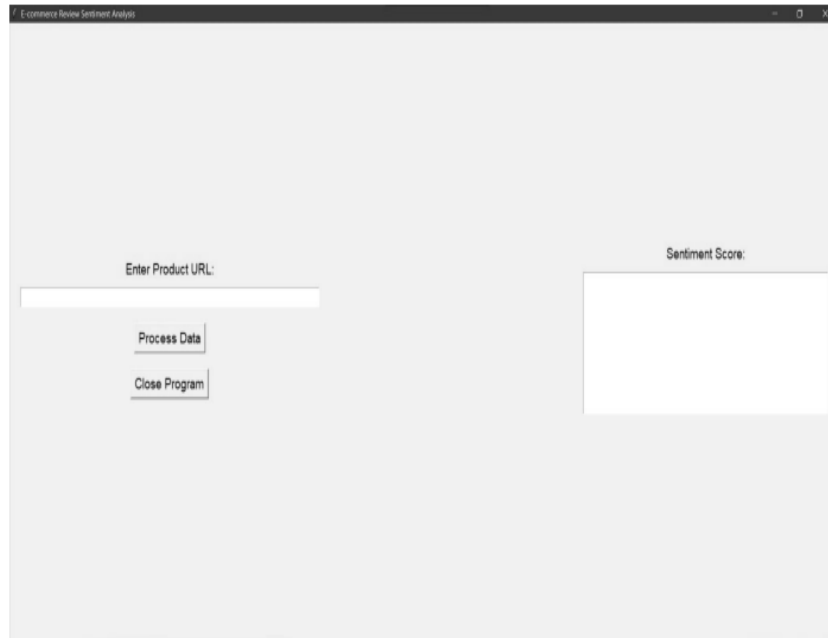 E-commerce Review Sentiment Analysis
Enter Product URL:
Process Data
Close Program
Sentiment Score: